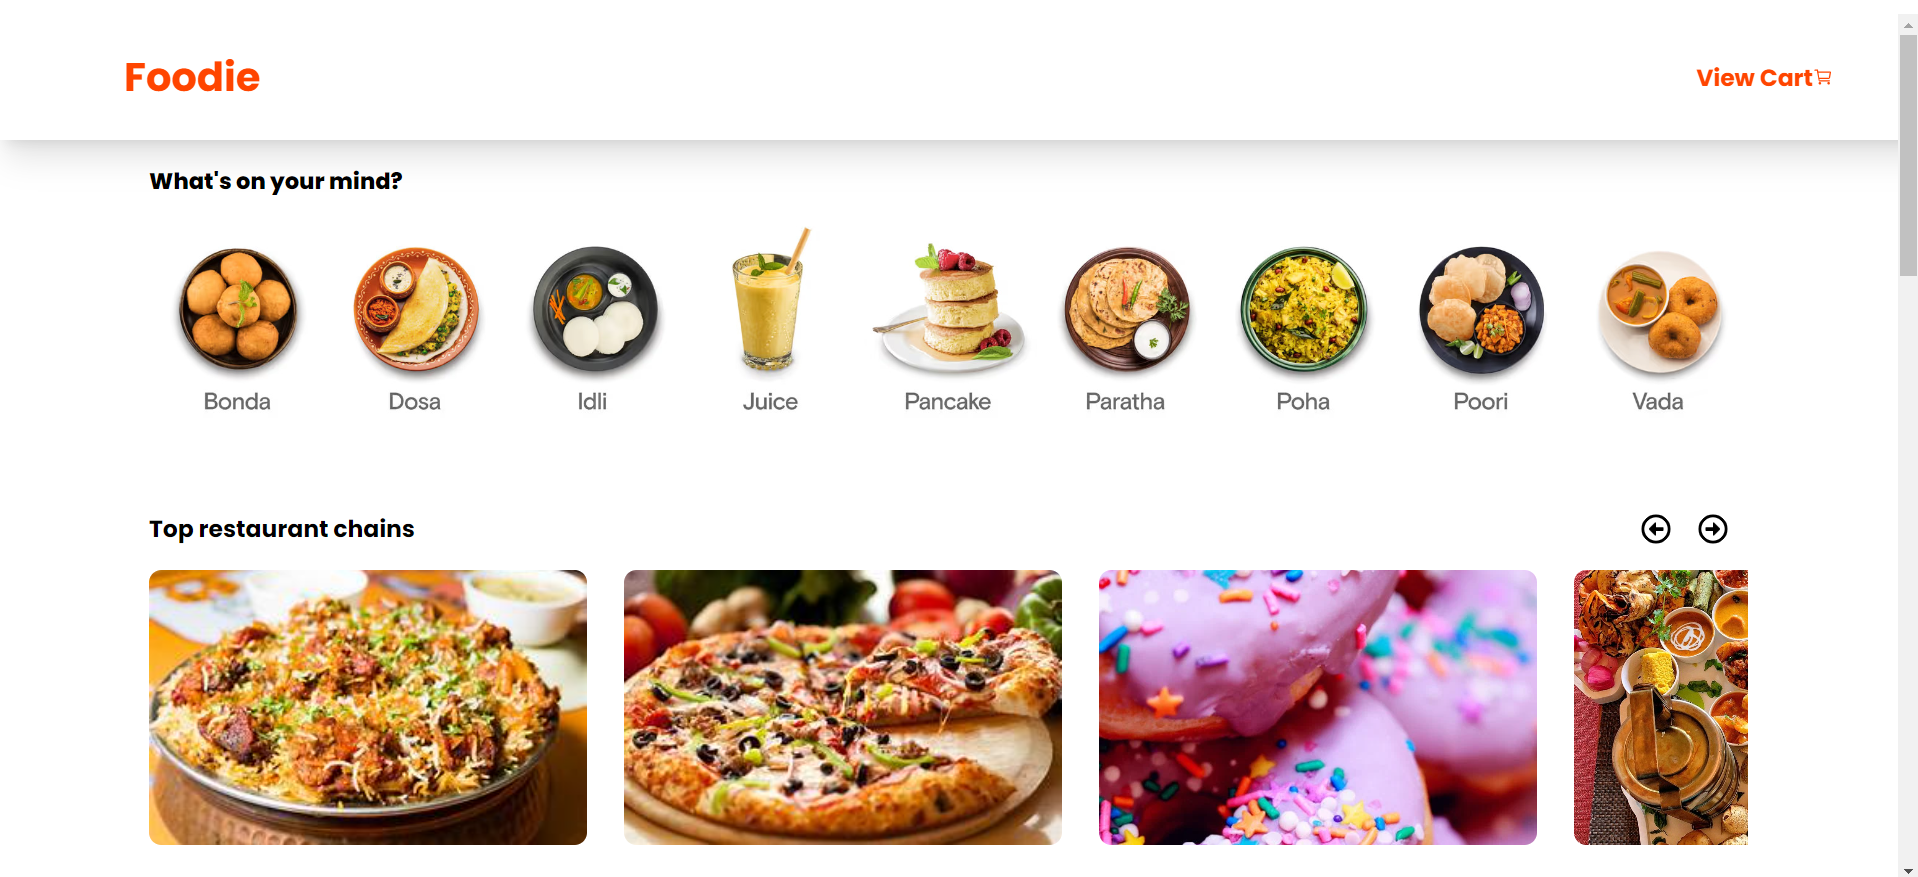 Foodie
View Cart
What's on your mind?
Bonda Dosa Idli Juice Pancake Paratha Poha Poori Vada
Top restaurant chains